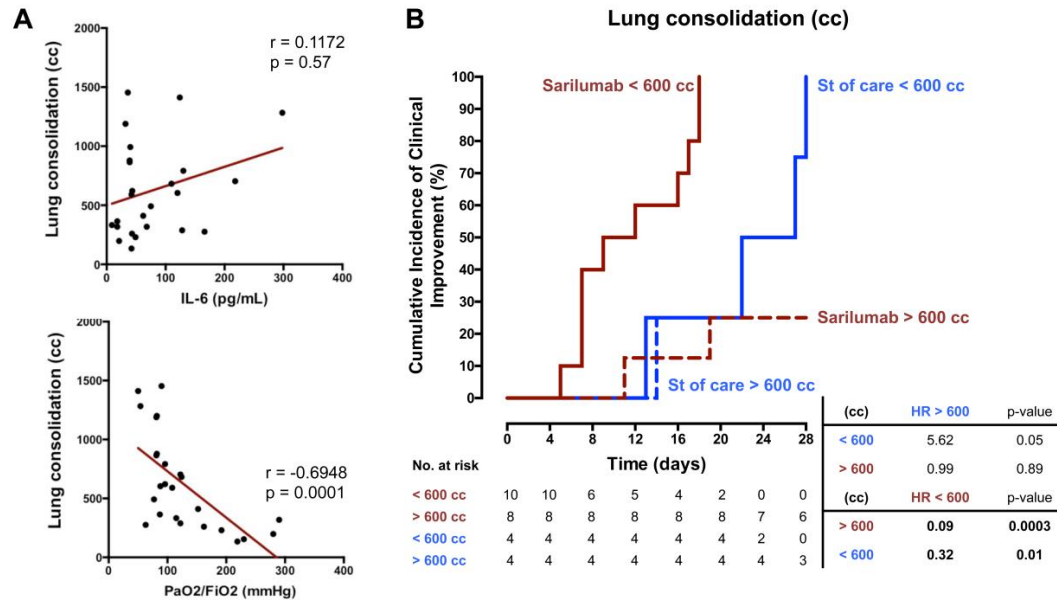 A
2000
1500
1000
500
0
Lung consolidation (cc)
r = 0.1172
p = 0.57
0 100 200 300 400
IL-6 (pg/mL)
2000
1500
1000
500
0
Lung consolidation (cc)
r = -0.6948
p = 0.0001
0 100 200 300 400
PaO2/FiO2 (mmHg)
B
Lung consolidation (cc)
Cumulative Incidence of Clinical
Improvement (%)
100
90
80
70
60
50
40
30
20
10
0
Sarilumab < 600 cc
St of care < 600 cc
Sarilumab > 600 cc
St of care > 600 cc
0 4 8 12 16 20 24 28
Time (days)
No. at risk
< 600 cc 10 10 6 5 4 2 0 0
> 600 cc 8 8 8 8 8 8 7 6
< 600 cc 4 4 4 4 4 4 2 0
> 600 cc 4 4 4 4 4 4 4 3
(cc) HR > 600 p-value
< 600 5.62 0.05
> 600 0.99 0.89
(cc) HR < 600 p-value
> 600 0.09 0.0003
< 600 0.32 0.01